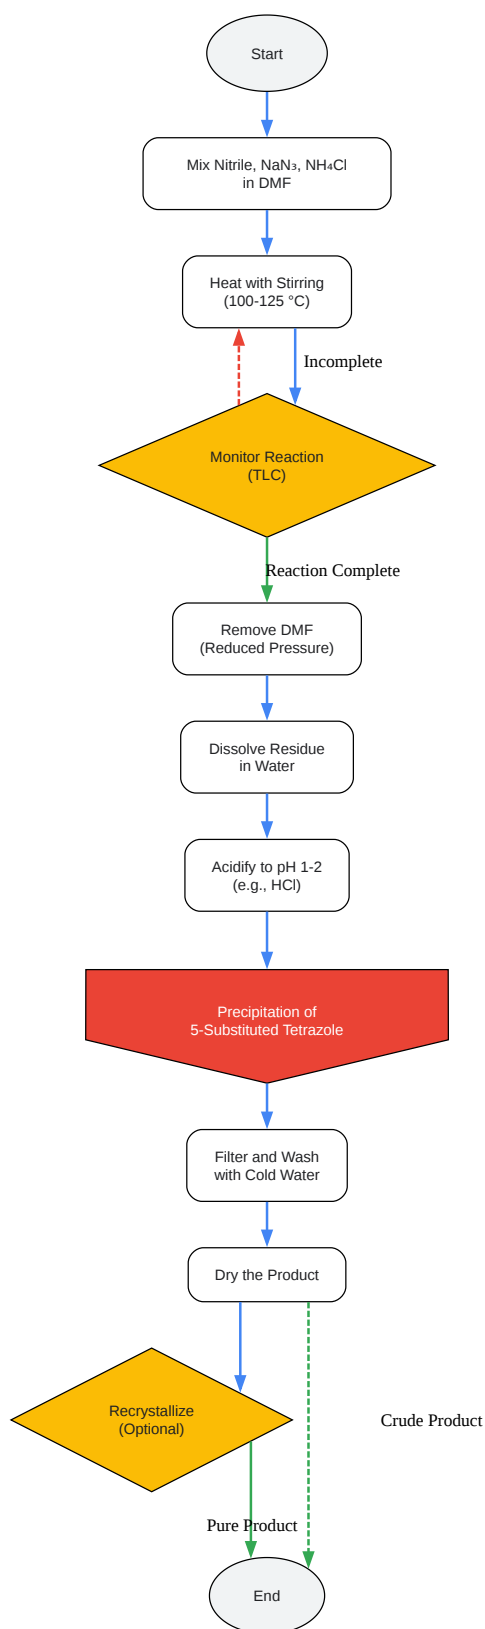 Start
Mix Nitrile, NaN₃, NH₄Cl
in DMF
Heat with Stirring
(100-125 °C)
Incomplete
Monitor Reaction
(TLC)
Reaction Complete
Remove DMF
(Reduced Pressure)
Dissolve Residue
in Water
Acidify to pH 1-2
(e.g., HCl)
Precipitation of
5-Substituted Tetrazole
Filter and Wash
with Cold Water
Dry the Product
Recrystallize
(Optional)
Crude Product
Pure Product
End